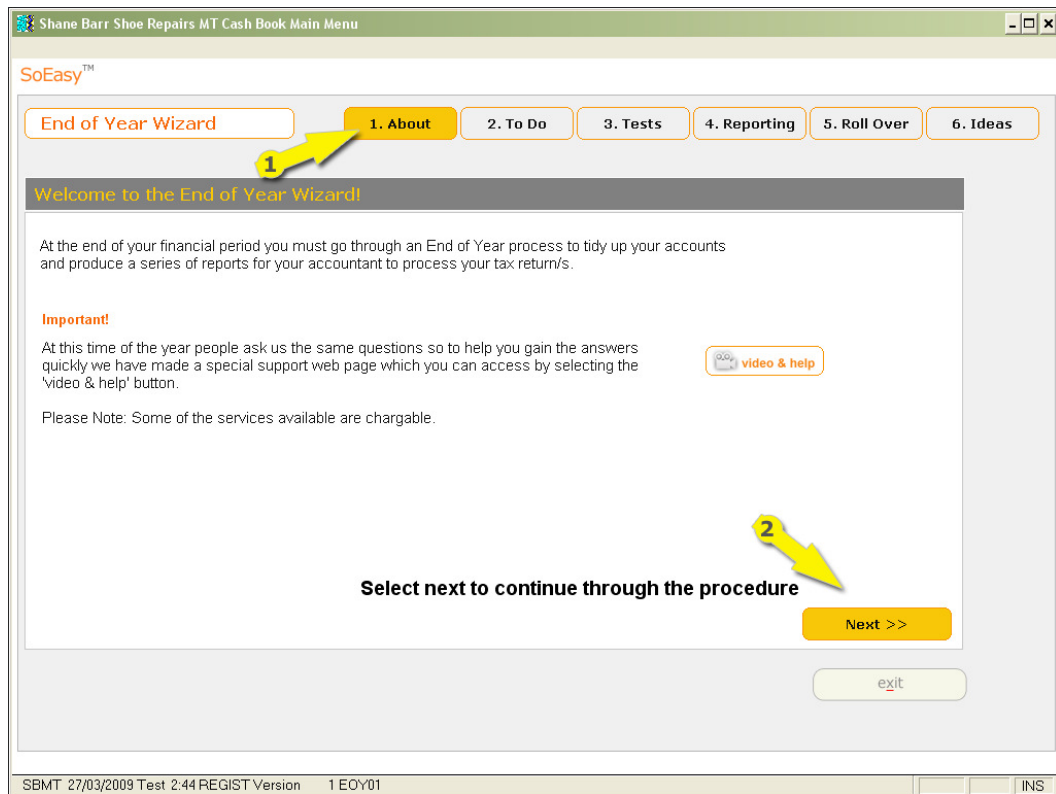 Shane Barr Shoe Repairs MT Cash Book Main Menu
SoEasy™
End of Year Wizard
1. About
2. To Do
3. Tests
4. Reporting
5. Roll Over
6. Ideas
1
Welcome to the End of Year Wizard!
At the end of your financial period you must go through an End of Year process to tidy up your accounts
and produce a series of reports for your accountant to process your tax return/s.
Important!
At this time of the year people ask us the same questions so to help you gain the answers
quickly we have made a special support web page which you can access by selecting the
'video & help' button.
video & help
Please Note: Some of the services available are chargable.
2
Select next to continue through the procedure
Next >>
exit
SBMT 27/03/2009 Test 2:44 REGIST Version 1 EOY01
INS